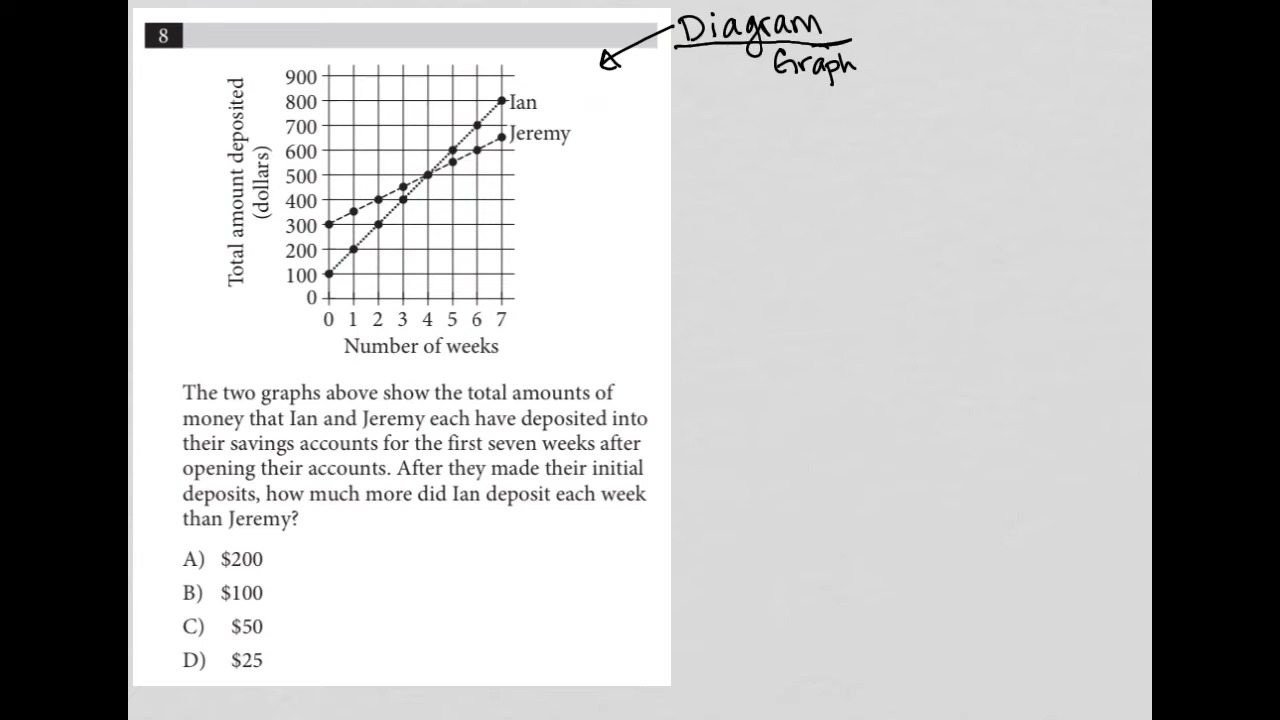 8
Diagram
Graph
900
800
700
600
500
400
300
200
100
0
Total amount deposited
(dollars)
Ian
Jeremy
0 1 2 3 4 5 6 7
Number of weeks
The two graphs above show the total amounts of
money that Ian and Jeremy each have deposited into
their savings accounts for the first seven weeks after
opening their accounts. After they made their initial
deposits, how much more did Ian deposit each week
than Jeremy?
A) $200
B) $100
C) $50
D) $25